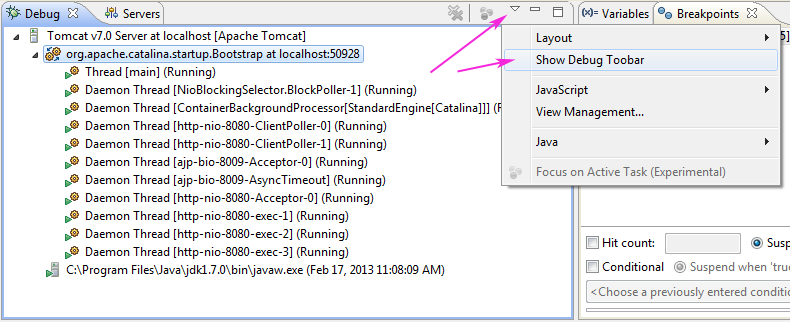 Debug Servers
(x)= Variables Breakpoints
Tomcat v7.0 Server at localhost [Apache Tomcat]
org.apache.catalina.startup.Bootstrap at localhost:50928
Thread [main] (Running)
Daemon Thread [NioBlockingSelector.BlockPoller-1] (Running)
Daemon Thread [ContainerBackgroundProcessor[StandardEngine[Catalina]]] (R
Daemon Thread [http-nio-8080-ClientPoller-0] (Running)
Daemon Thread [http-nio-8080-ClientPoller-1] (Running)
Daemon Thread [ajp-bio-8009-Acceptor-0] (Running)
Daemon Thread [ajp-bio-8009-AsyncTimeout] (Running)
Daemon Thread [http-nio-8080-Acceptor-0] (Running)
Daemon Thread [http-nio-8080-exec-1] (Running)
Daemon Thread [http-nio-8080-exec-2] (Running)
Daemon Thread [http-nio-8080-exec-3] (Running)
C:\Program Files\Java\jdk1.7.0\bin\javaw.exe (Feb 17, 2013 11:08:09 AM)
Layout
Show Debug Toobar
JavaScript
View Management...
Java
Focus on Active Task (Experimental)
5]
Hit count: Susp
Conditional Suspend when 'true
<Choose a previously entered conditio